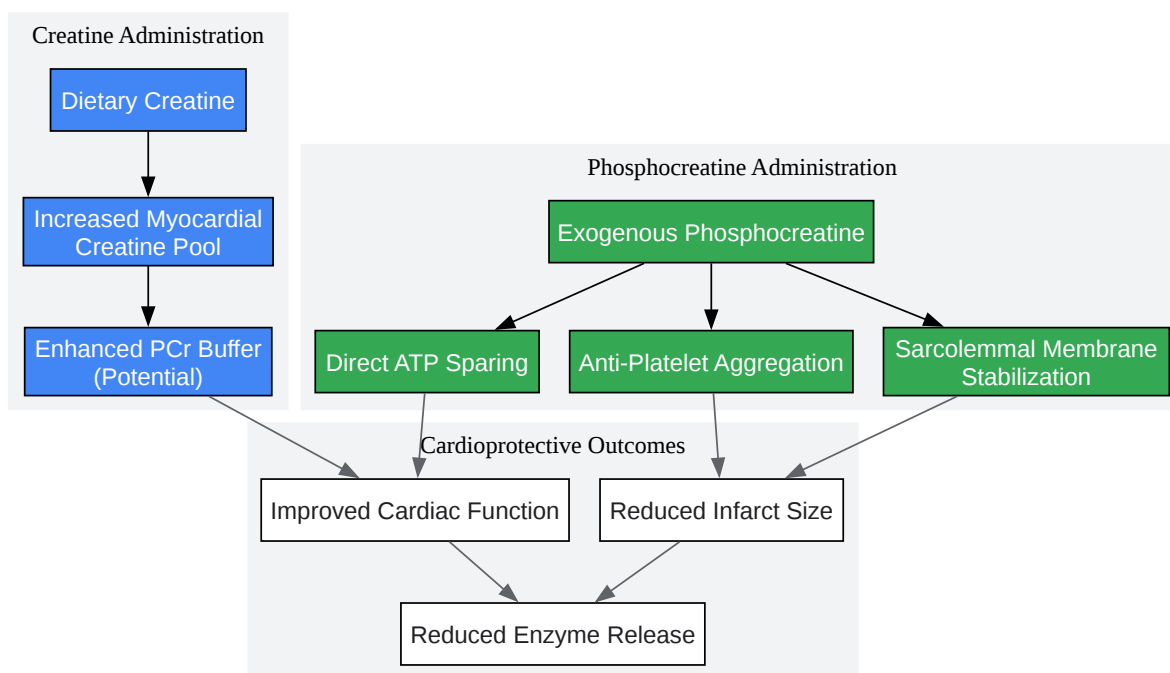 Creatine Administration
Dietary Creatine
Increased Myocardial
Creatine Pool
Enhanced PCr Buffer
(Potential)
Phosphocreatine Administration
Exogenous Phosphocreatine
Direct ATP Sparing
Anti-Platelet Aggregation
Sarcolemmal Membrane
Stabilization
Cardioprotective Outcomes
Improved Cardiac Function
Reduced Infarct Size
Reduced Enzyme Release